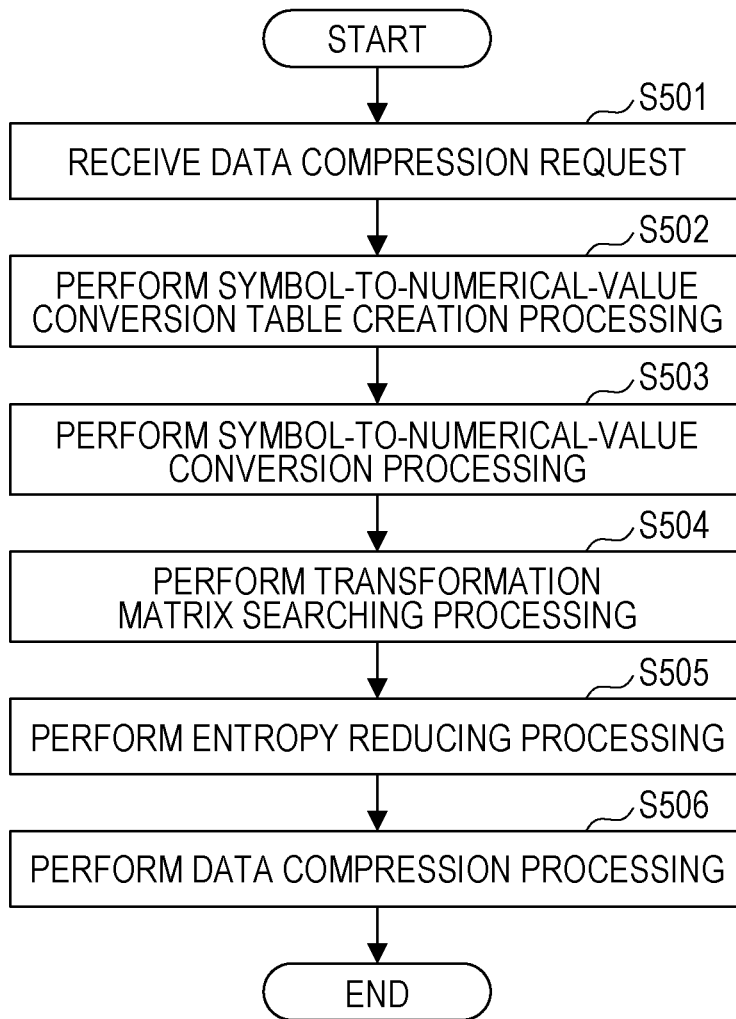 START
S501
RECEIVE DATA COMPRESSION REQUEST
S502
PERFORM SYMBOL-TO-NUMERICAL-VALUE
CONVERSION TABLE CREATION PROCESSING
S503
PERFORM SYMBOL-TO-NUMERICAL-VALUE
CONVERSION PROCESSING
S504
PERFORM TRANSFORMATION
MATRIX SEARCHING PROCESSING
S505
PERFORM ENTROPY REDUCING PROCESSING
S506
PERFORM DATA COMPRESSION PROCESSING
END